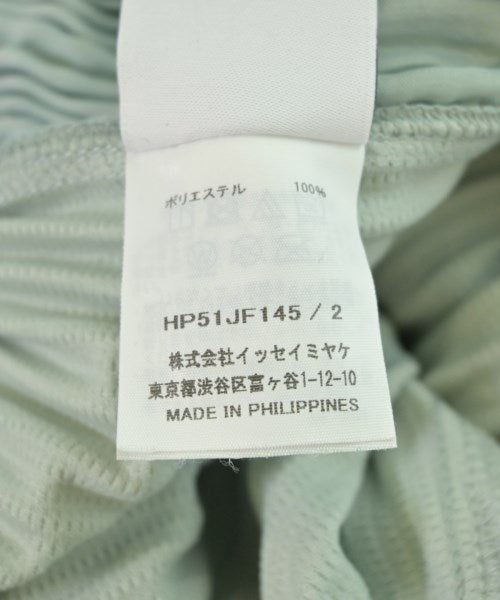 ポリエステル 100%
HP51JF145 / 2
株式会社イッセイミヤケ
東京都渋谷区富ヶ谷1-12-10
MADE IN PHILIPPINES